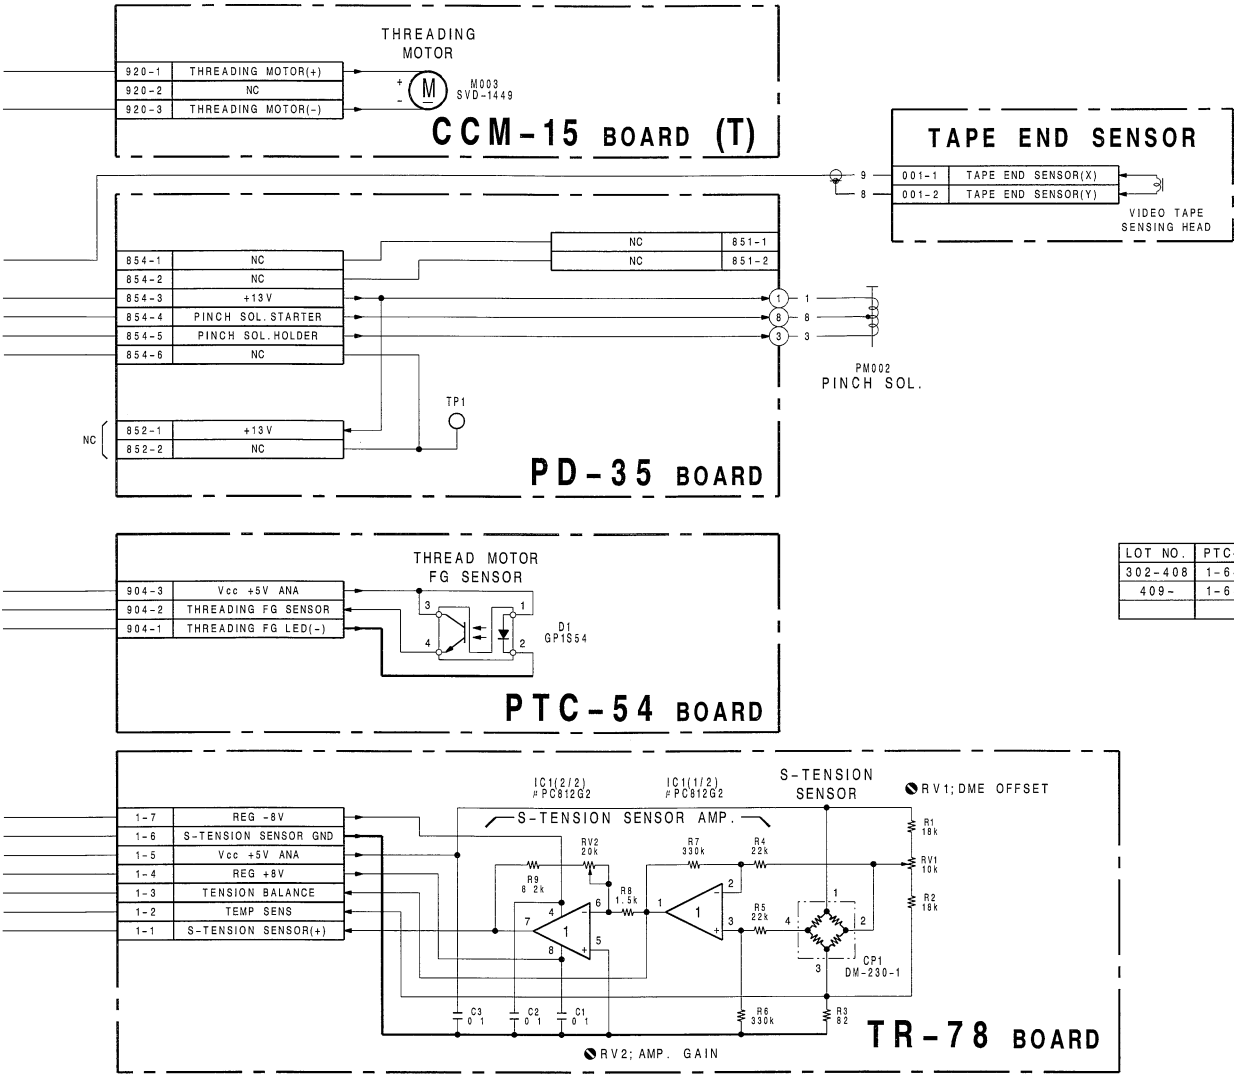 THREADING
MOTOR
920-1 THREADING MOTOR(+)
920-2 NC
920-3 THREADING MOTOR(-)
+
-
M
M003
SVD-1449
CCM-15 BOARD (T)
TAPE END SENSOR
9 001-1 TAPE END SENSOR(X)
8 001-2 TAPE END SENSOR(Y)
VIDEO TAPE
SENSING HEAD
NC 851-1
NC 851-2
854-1 NC
854-2 NC
854-3 +13V
854-4 PINCH SOL.STARTER
854-5 PINCH SOL.HOLDER
854-6 NC
1 1
8 8
3 3
PM002
PINCH SOL.
TP1
NC
852-1 +13V
852-2 NC
PD-35 BOARD
THREAD MOTOR
FG SENSOR
904-3 Vcc +5V ANA
904-2 THREADING FG SENSOR
904-1 THREADING FG LED(-)
3 1
4 2
D1
GP1S54
PTC-54 BOARD
LOT NO. PTC-
302-408 1-6
409- 1-6
S-TENSION
SENSOR
IC1(2/2)
μPC812G2
IC1(1/2)
μPC812G2
RV1;DME OFFSET
S-TENSION SENSOR AMP.
1-7 REG -8V
1-6 S-TENSION SENSOR GND
1-5 Vcc +5V ANA
1-4 REG +8V
1-3 TENSION BALANCE
1-2 TEMP SENS
1-1 S-TENSION SENSOR(+)
RV2
20k
R9
8 2k
R8
1.5k
R7
330k
R4
22k
R5
22k
R1
18k
RV1
10k
R2
18k
4 6
7 1 5
8
- +
1 1 2
3
- +
1
4 2
3
CP1
DM-230-1
C3
0 1
C2
0 1
C1
0 1
R6
330k
R3
82
RV2;AMP. GAIN
TR-78 BOARD